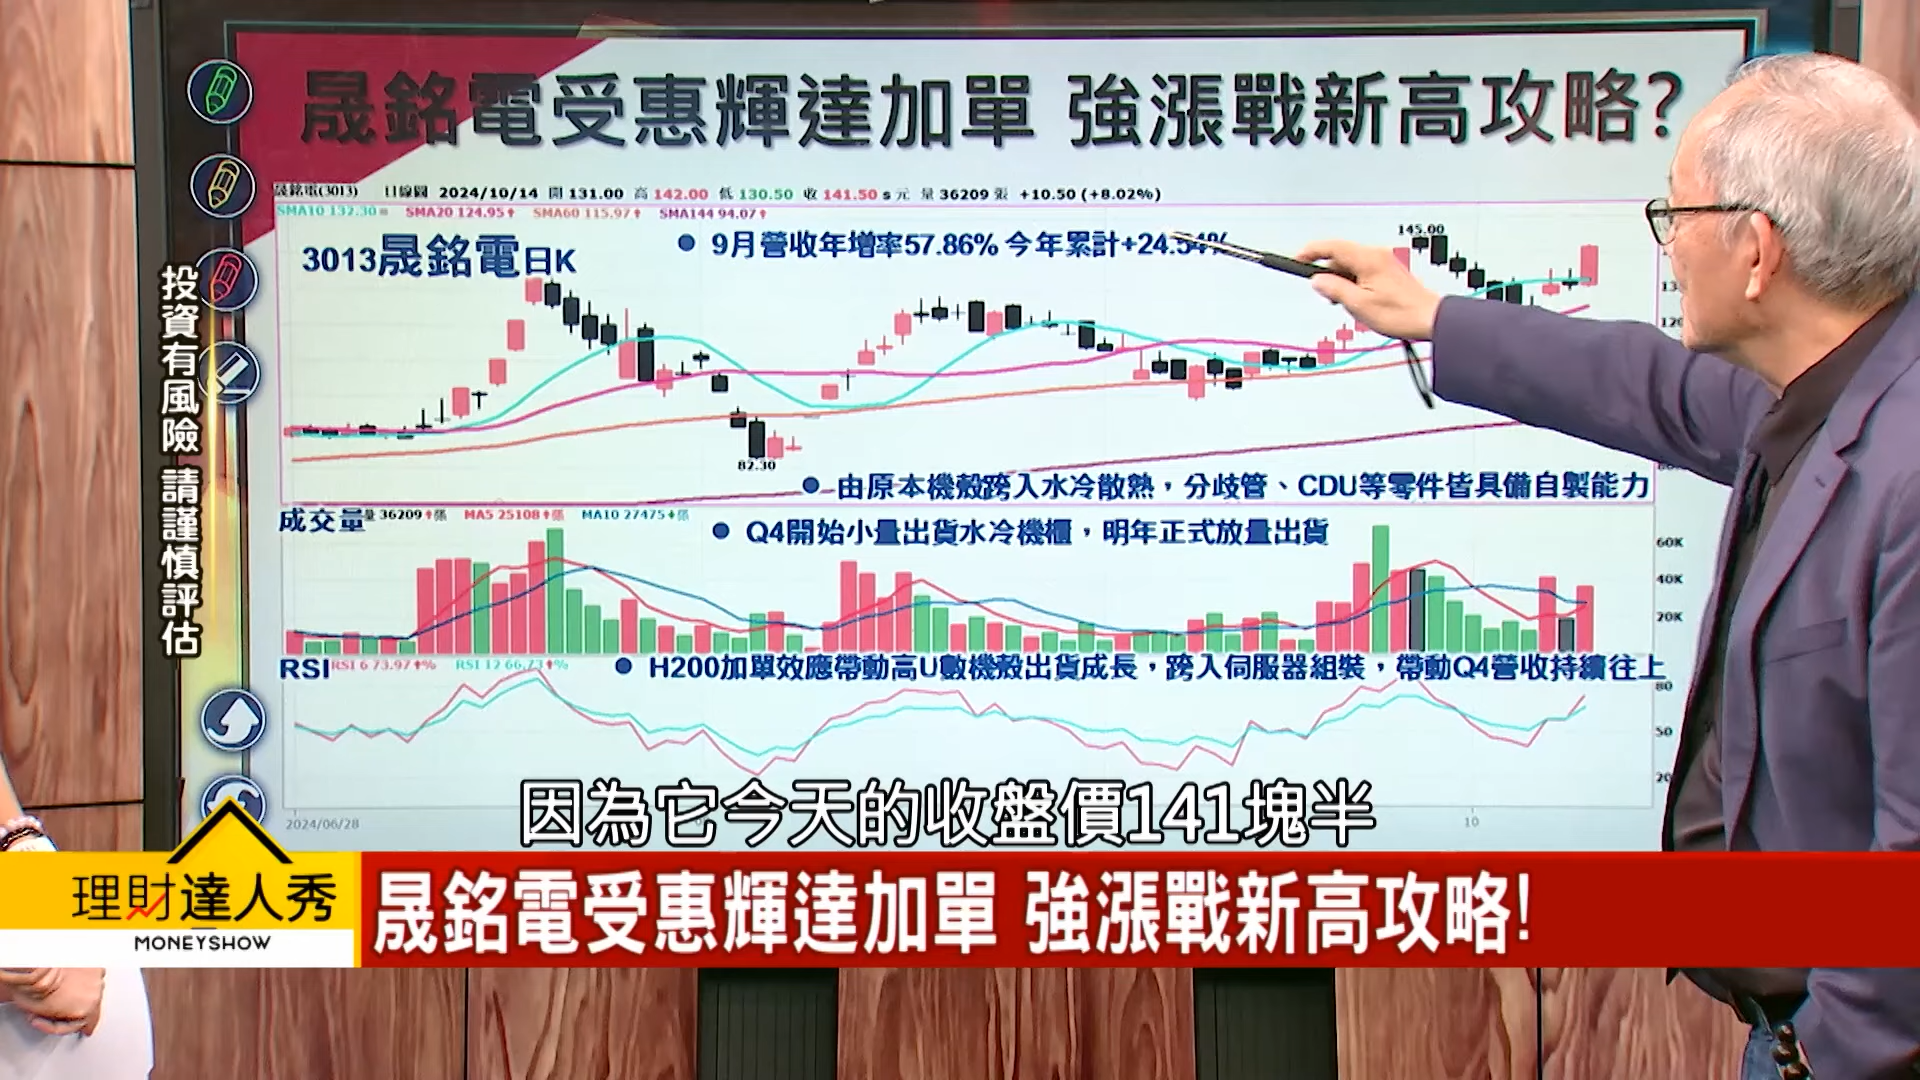 晟銘電受惠輝達加單 強漲戰新高攻略?
晟銘電(3013) 日線圖 2024/10/14 開 131.00 高 142.00 低 130.50 收 141.50 s 元 量 36209 張 +10.50 (+8.02%)
SMA10 132.30 SMA20 124.95↑ SMA60 115.97↑ SMA144 94.07↑
3013晟銘電日K
● 9月營收年增率57.86% 今年累計+24.54%
145.00
82.30
● 由原本機殼跨入水冷散熱，分歧管、CDU等零件皆具備自製能力
成交量 量 36209↑張 MA5 25108↑張 MA10 27475↓張
● Q4開始小量出貨水冷機櫃，明年正式放量出貨
60K
40K
20K
RSI RSI 6 73.97↑% RSI 12 66.73↑%
● H200加單效應帶動高U數機殼出貨成長，跨入伺服器組裝，帶動Q4營收持續往上
80
50
20
2024/06/28
10
投資有風險 請謹慎評估
因為它今天的收盤價141塊半
理財達人秀
MONEYSHOW
晟銘電受惠輝達加單 強漲戰新高攻略!